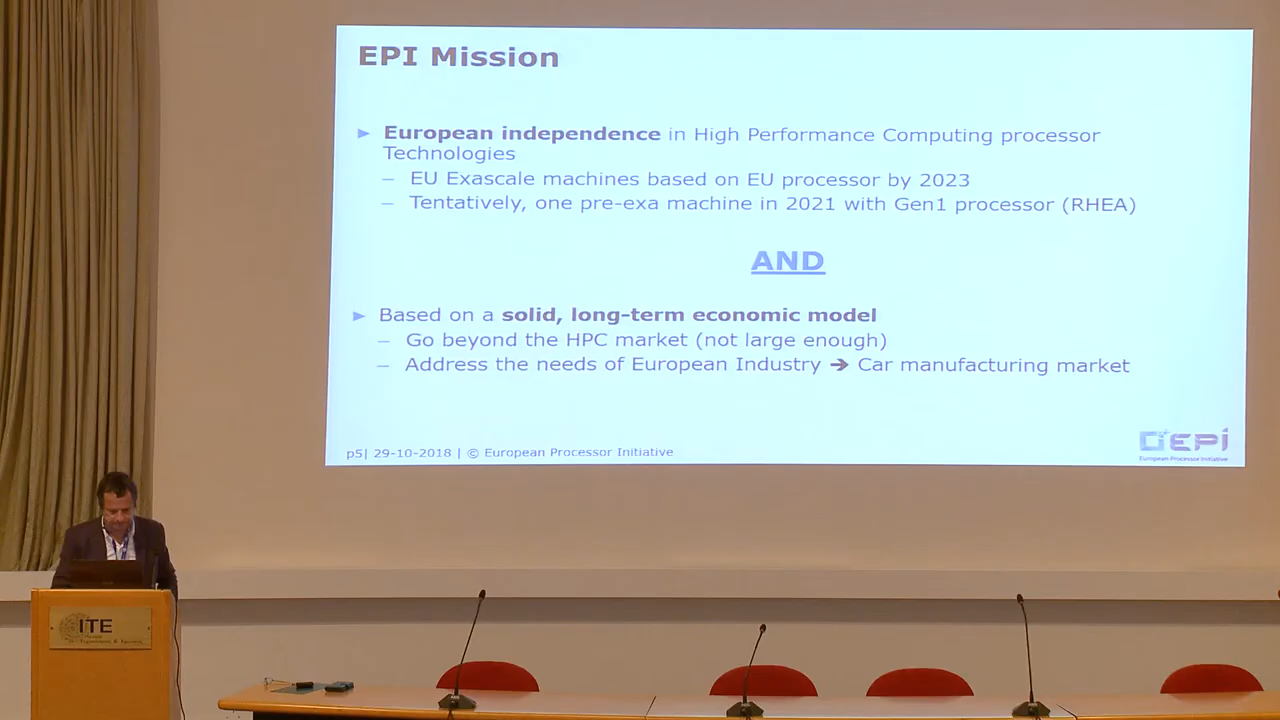 EPI Mission
► European independence in High Performance Computing processor
Technologies
– EU Exascale machines based on EU processor by 2023
– Tentatively, one pre-exa machine in 2021 with Gen1 processor (RHEA)
AND
► Based on a solid, long-term economic model
– Go beyond the HPC market (not large enough)
– Address the needs of European Industry ➔ Car manufacturing market
p5| 29-10-2018 | © European Processor Initiative
EPI
European Processor Initiative
ITE